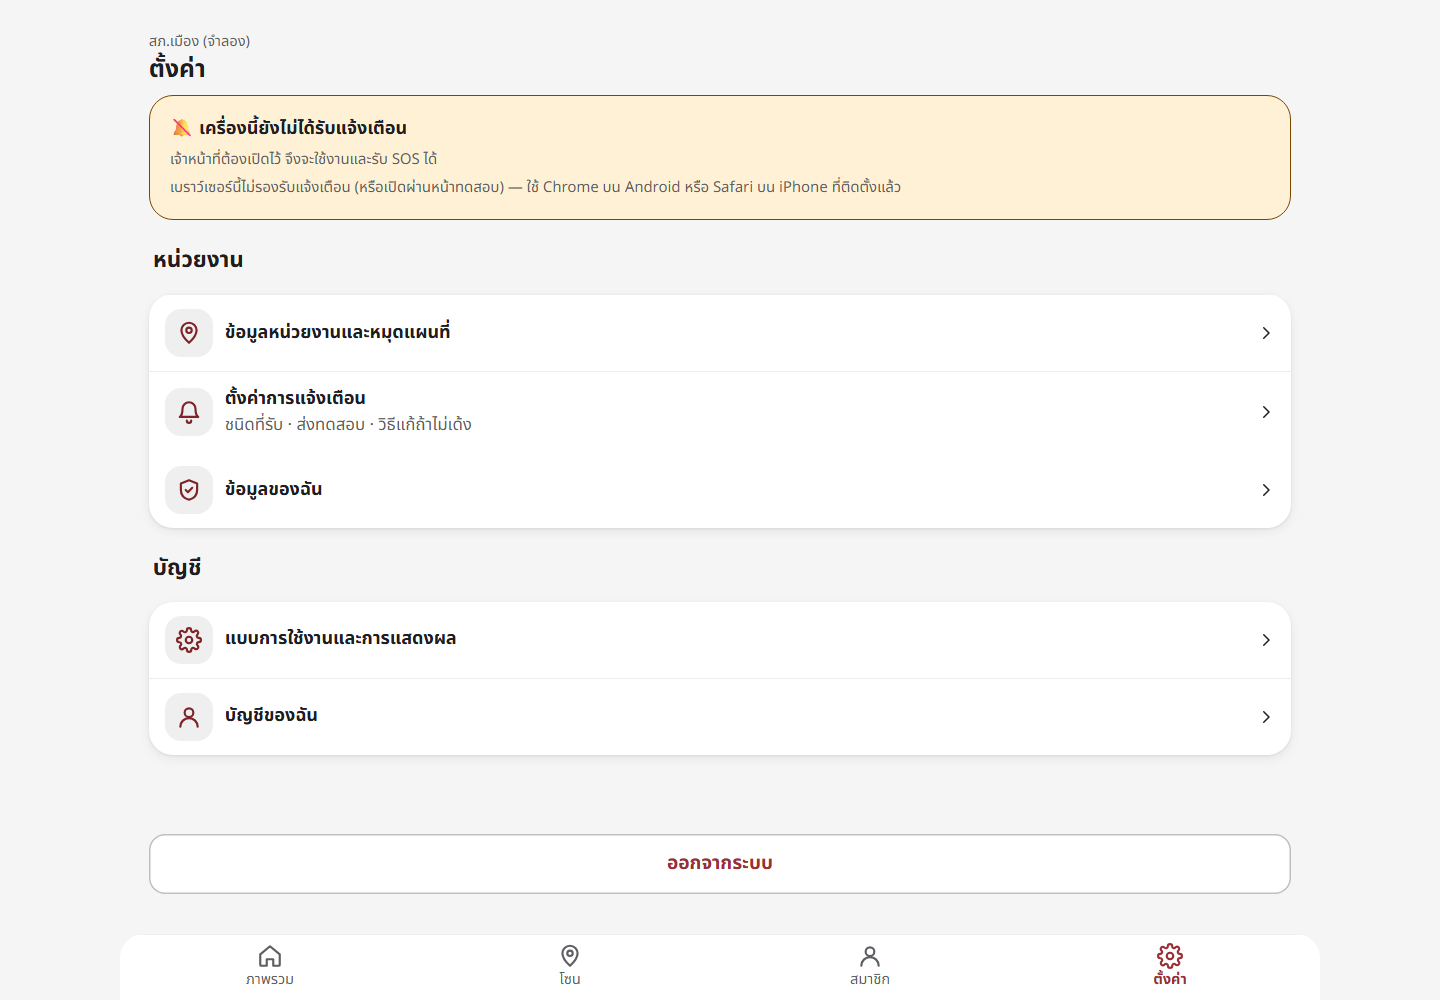 สภ.เมือง (จำลอง)
ตั้งค่า
เครื่องนี้ยังไม่ได้รับแจ้งเตือน
เจ้าหน้าที่ต้องเปิดไว้ จึงจะใช้งานและรับ SOS ได้
เบราว์เซอร์นี้ไม่รองรับแจ้งเตือน (หรือเปิดผ่านหน้าทดสอบ) — ใช้ Chrome บน Android หรือ Safari บน iPhone ที่ติดตั้งแล้ว
หน่วยงาน
ข้อมูลหน่วยงานและหมุดแผนที่
ตั้งค่าการแจ้งเตือน
ชนิดที่รับ · ส่งทดสอบ · วิธีแก้ถ้าไม่เด้ง
ข้อมูลของฉัน
บัญชี
แบบการใช้งานและการแสดงผล
บัญชีของฉัน
ออกจากระบบ
ภาพรวม
โซน
สมาชิก
ตั้งค่า